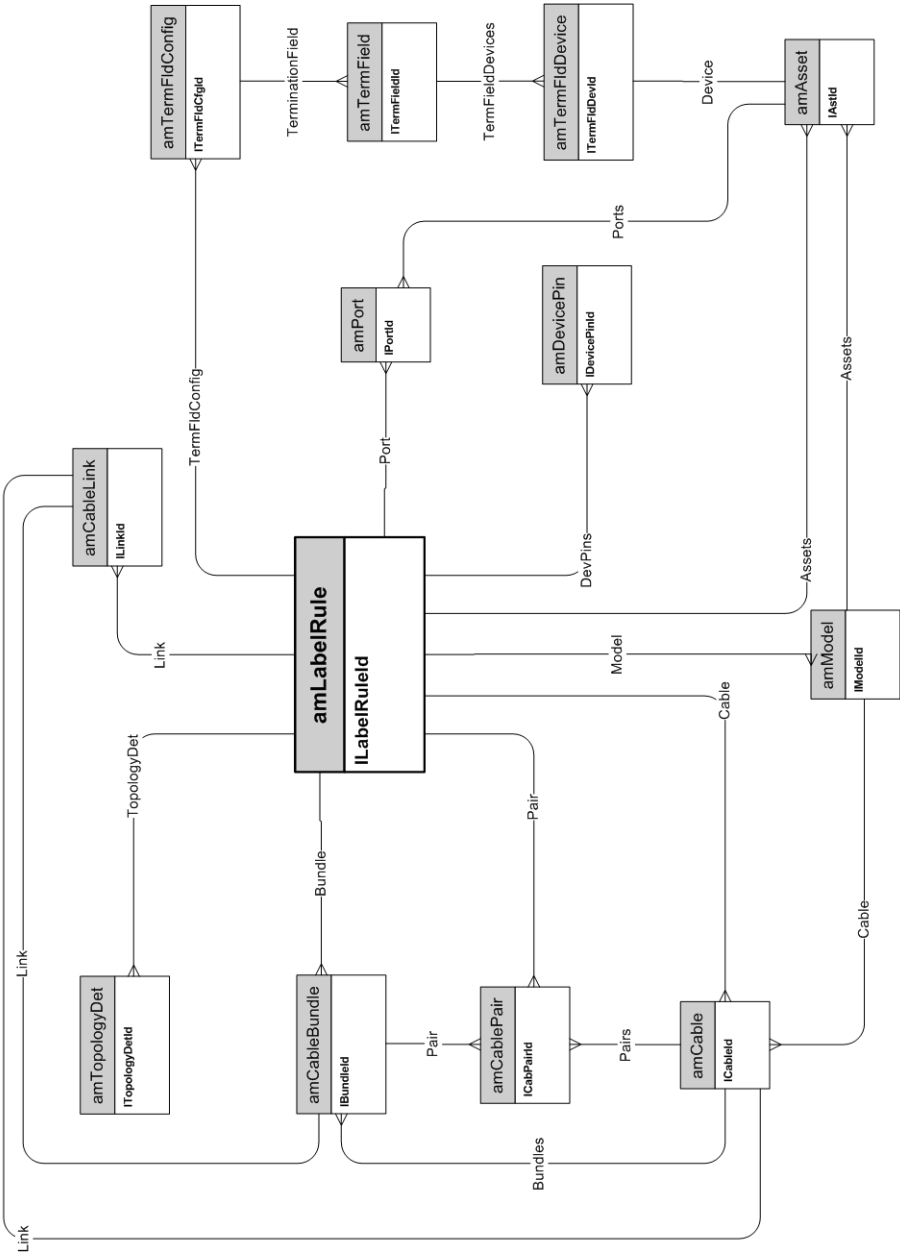 Link
Link
amTopologyDet
amCableLink
lTopologyDetId
lLinkId
TopologyDet
Link
amTermFldConfig
TermFldConfig
lTermFldCfgId
TerminationField
amCableBundle
Bundle
amLabelRule
amPort
amTermField
lBundleId
lLabelRuleId
Port
lPortId
lTermFieldId
Pair
TermFieldDevices
amCablePair
lCabPairId
Pair
Bundles
amDevicePin
amTermFldDevice
DevPins
lDevicePinId
lTermFldDevId
Pairs
Model
Ports
amCable
Device
lCableId
Cable
amAsset
Assets
amModel
lAstId
Assets
lModelId
Cable